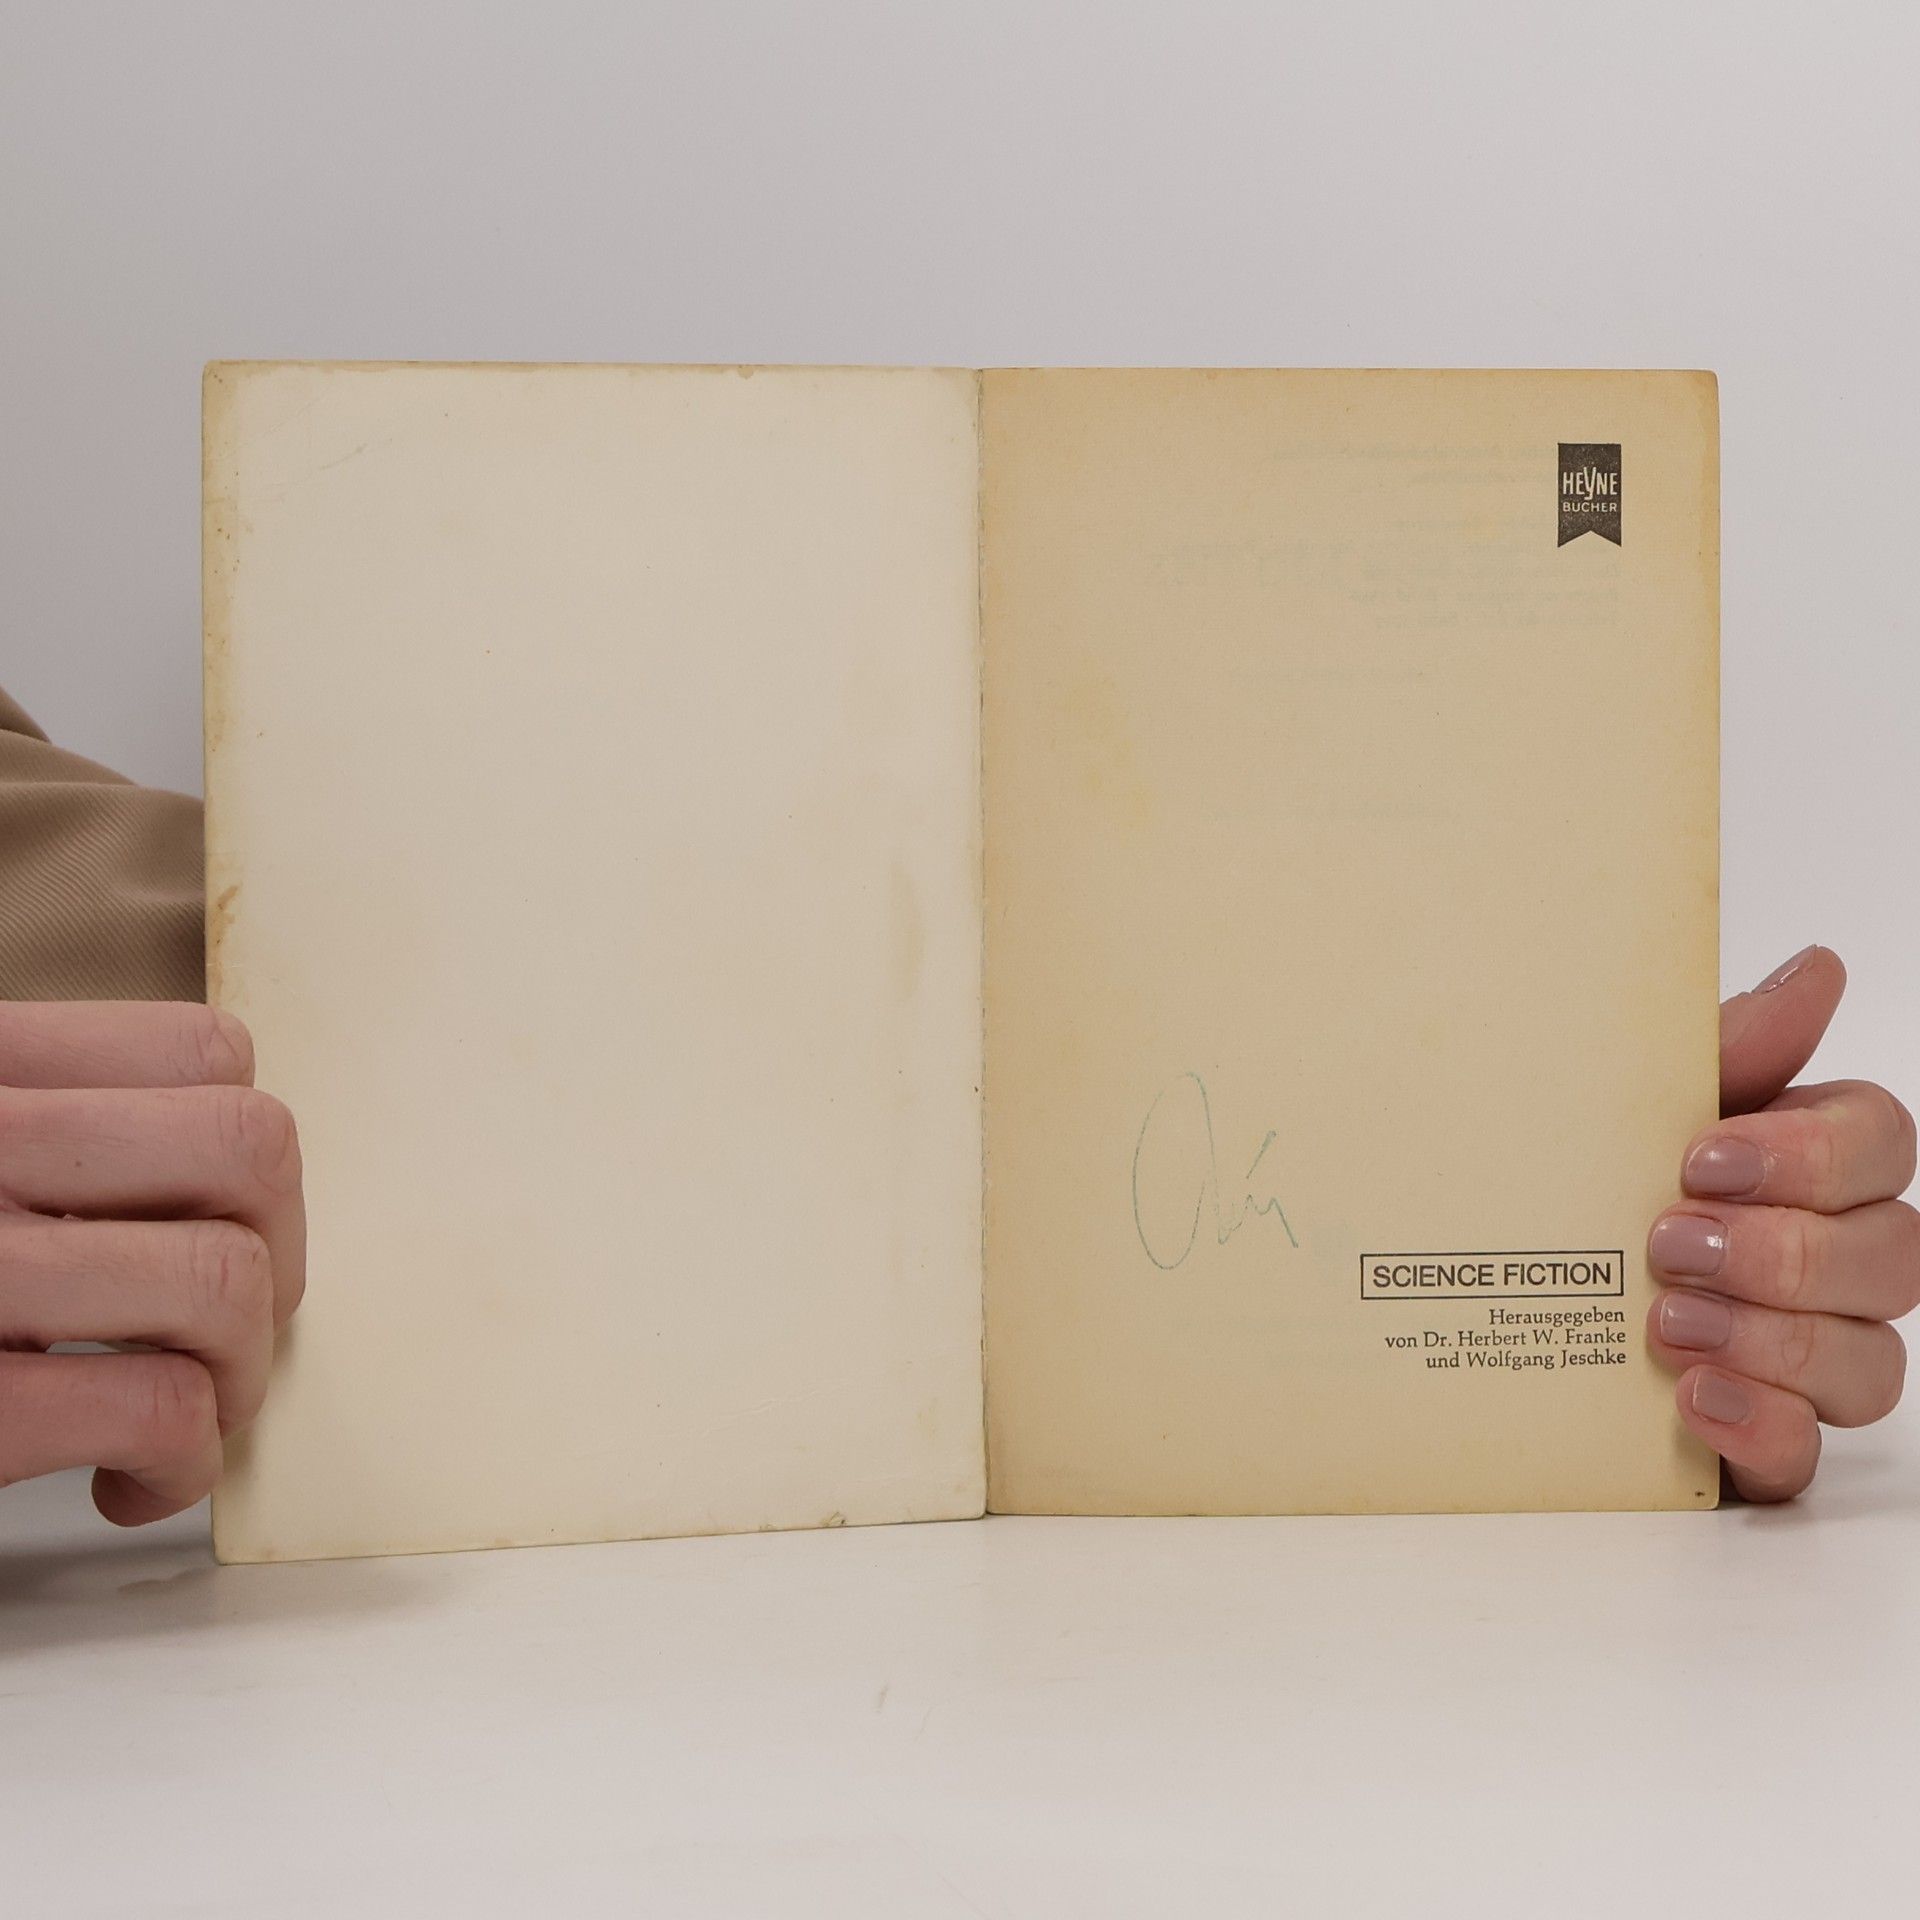 HEYNE
BÜCHER
SCIENCE FICTION
Herausgegeben
von Dr. Herbert W. Franke
und Wolfgang Jeschke